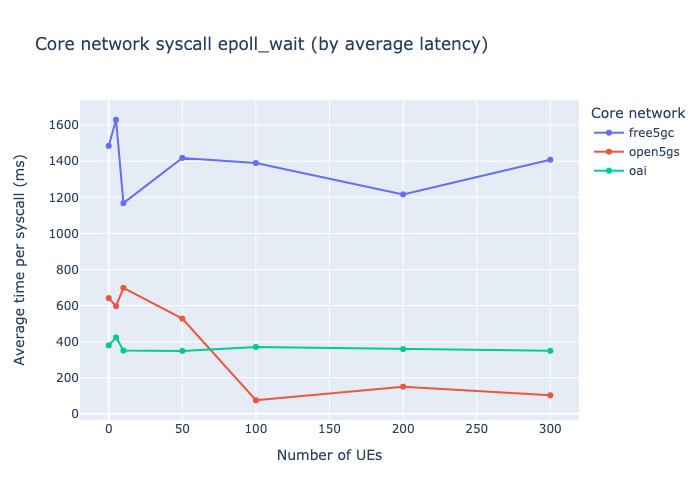 Core network syscall epoll_wait (by average latency)
Core network
free5gc
open5gs
oai
Average time per syscall (ms)
1600
1400
1200
1000
800
600
400
200
0
0 50 100 150 200 250 300
Number of UEs